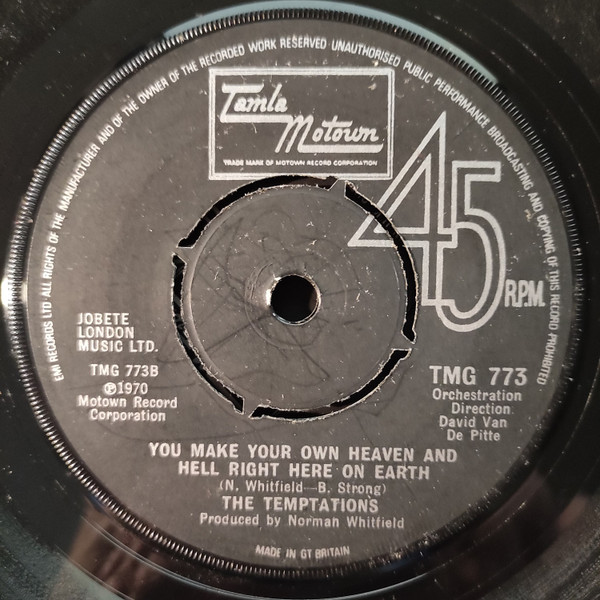 EMI RECORDS LTD ALL RIGHTS OF THE MANUFACTURER AND OF THE OWNER OF THE RECORDED WORK RESERVED UNAUTHORISED PUBLIC PERFORMANCE BROADCASTING AND COPYING OF THIS RECORD PROHIBITED
Tamla
Motown
TRADE MARK OF MOTOWN RECORD CORPORATION
45 R.P.M.
JOBETE
LONDON
MUSIC LTD.
TMG 773B
℗1970
Motown Record
Corporation
TMG 773
Orchestration
Direction:
David Van
De Pitte
YOU MAKE YOUR OWN HEAVEN AND
HELL RIGHT HERE ON EARTH
(N. Whitfield—B. Strong)
THE TEMPTATIONS
Produced by Norman Whitfield
MADE IN GT BRITAIN